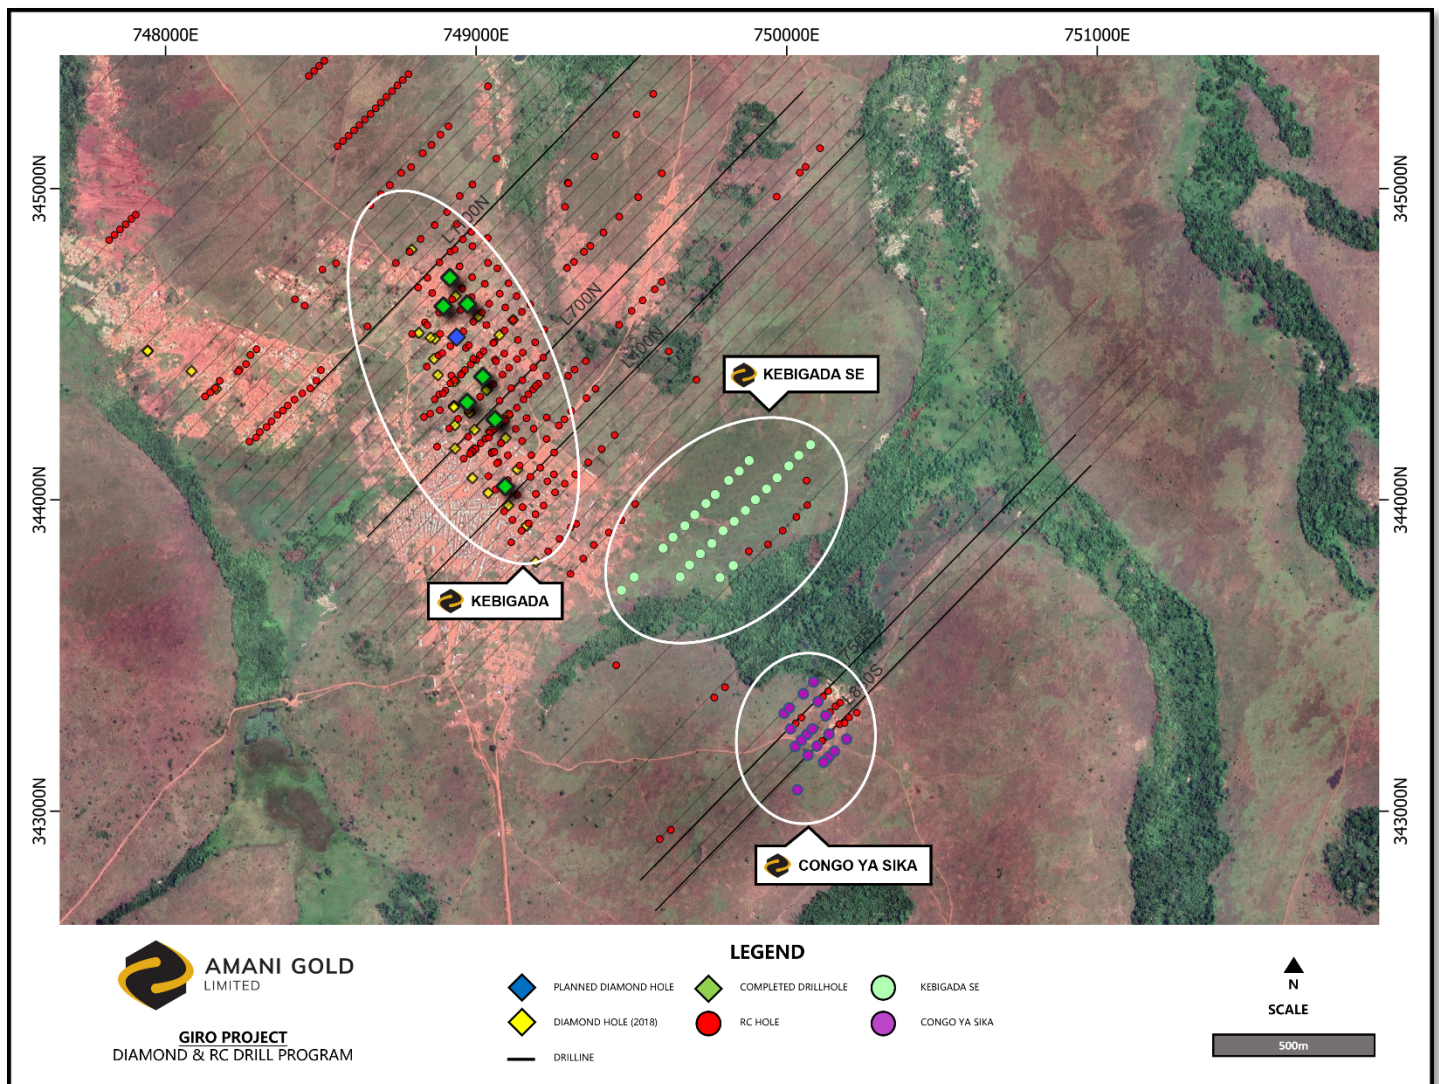 748000E
749000E
750000E
751000E
345000N
345000N
L1100N
L700N
L400N
KEBIGADA SE
344000N
344000N
KEBIGADA
343000N
343000N
CONGO YA SIKA
AMANI GOLD
LIMITED
GIRO PROJECT
DIAMOND & RC DRILL PROGRAM
LEGEND
PLANNED DIAMOND HOLE
COMPLETED DRILLHOLE
KEBIGADA SE
DIAMOND HOLE (2018)
RC HOLE
CONGO YA SIKA
DRILLINE
N
SCALE
500m